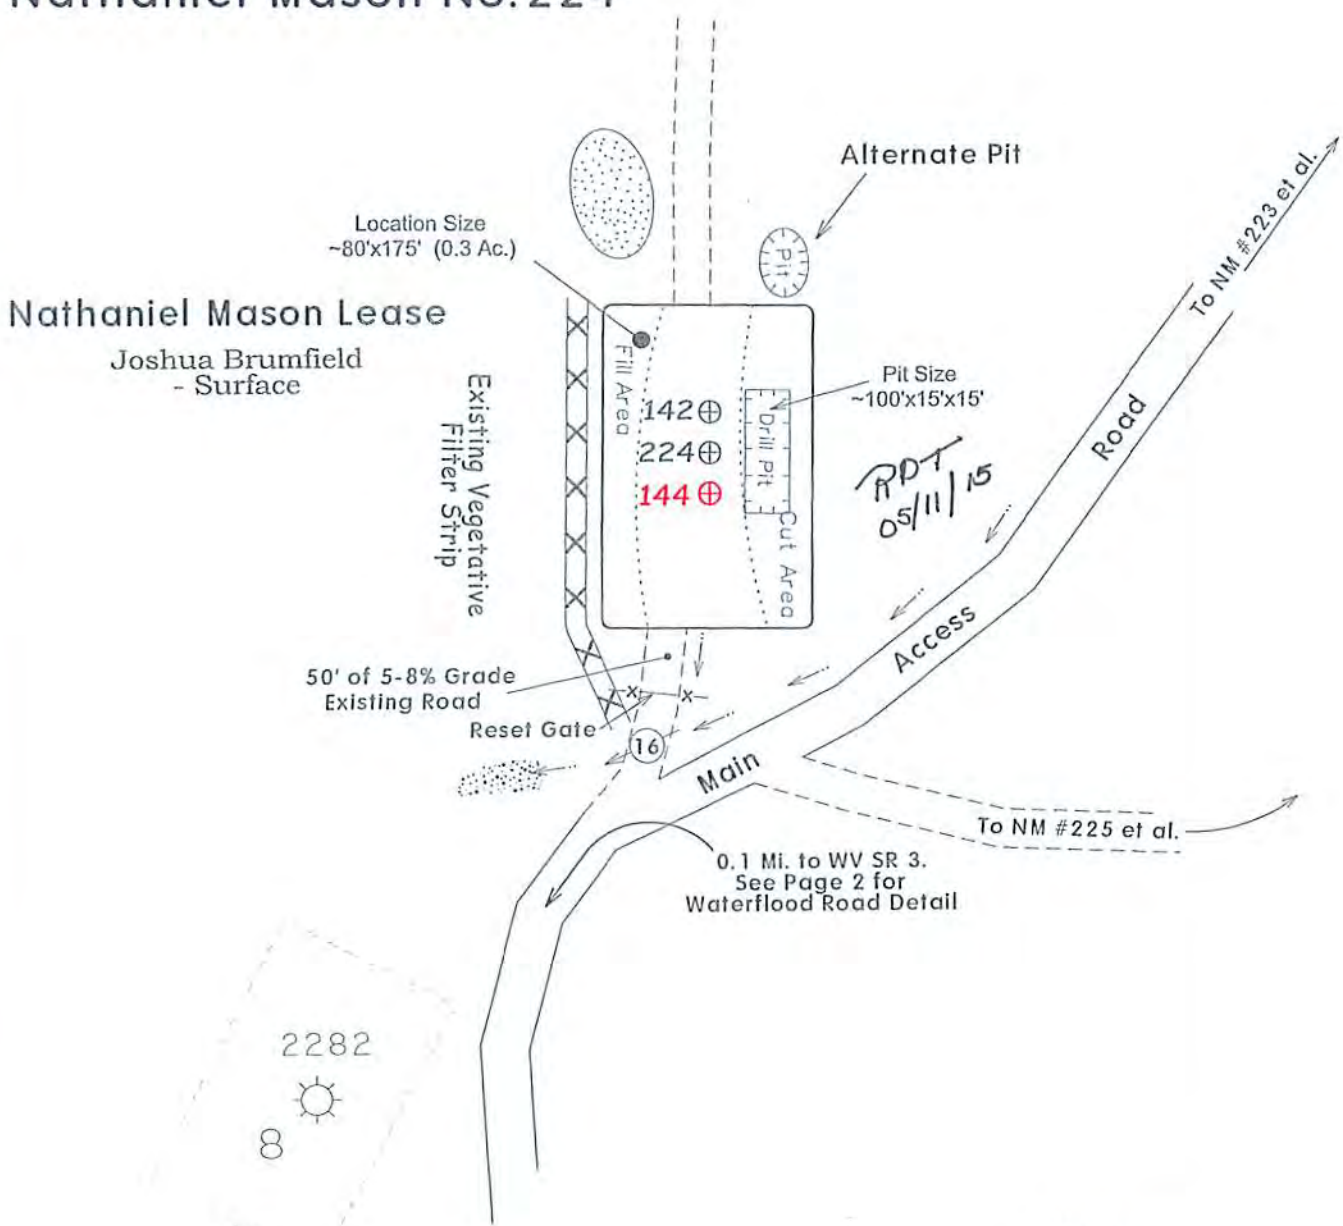 Nathaniel Mason No. 224
Alternate Pit
Pit
To NM #223 et al.
Location Size
~80'x175' (0.3 Ac.)
Nathaniel Mason Lease
Joshua Brumfield
- Surface
Existing Vegetative
Filter Strip
Fill Area
142
224
144
Drill Pit
Cut Area
Pit Size
~100'x15'x15'
RDT
05/11/15
Main Access Road
50' of 5-8% Grade
Existing Road
Reset Gate
16
To NM #225 et al.
0.1 Mi. to WV SR 3.
See Page 2 for
Waterflood Road Detail
2282
8